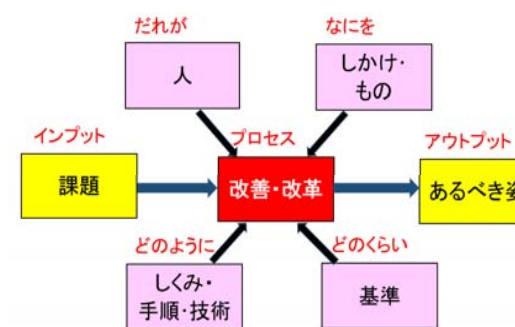 だれが
なにを
人
しかけ・
もの
インプット
プロセス
アウトプット
課題
改善・改革
あるべき姿
どのように
どのくらい
しくみ・
手順・技術
基準